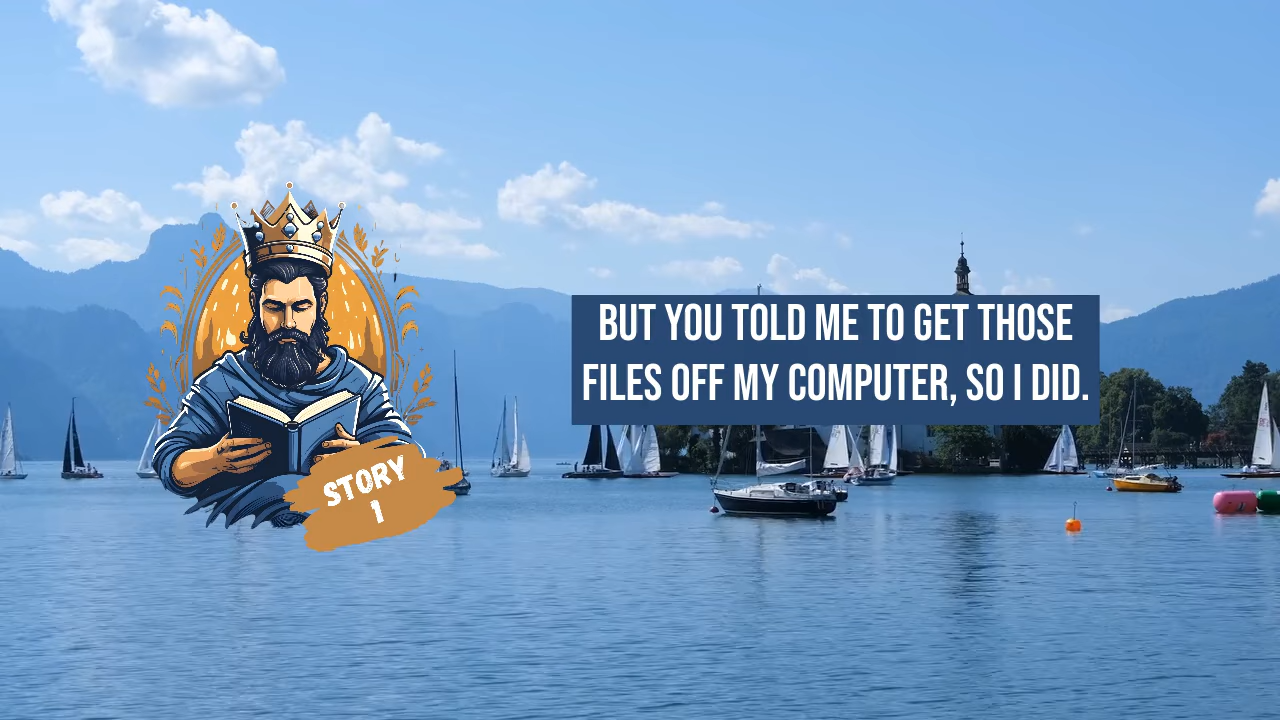 BUT YOU TOLD ME TO GET THOSE
FILES OFF MY COMPUTER, SO I DID.
STORY
1